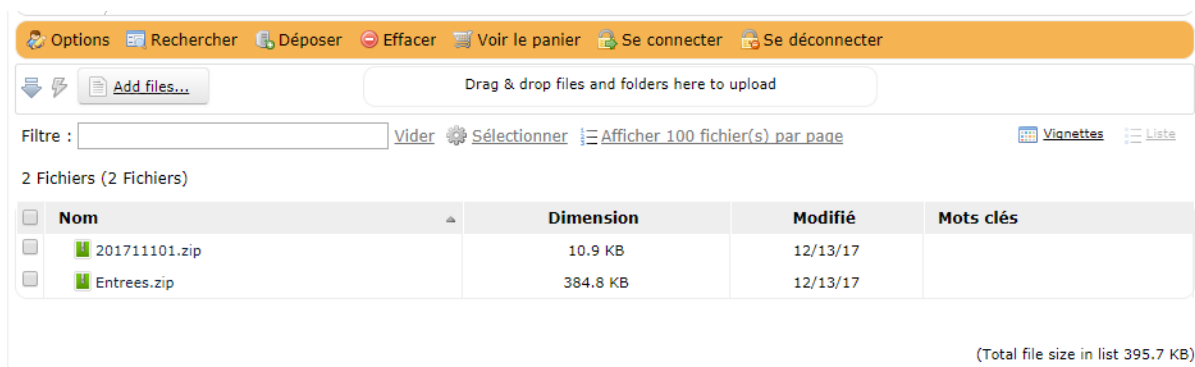 Options Rechercher Déposer Effacer Voir le panier Se connecter Se déconnecter
Add files... Drag & drop files and folders here to upload
Filtre : Vider Sélectionner Afficher 100 fichier(s) par page Vignettes Liste
2 Fichiers (2 Fichiers)
Nom Dimension Modifié Mots clés
201711101.zip 10.9 KB 12/13/17
Entrees.zip 384.8 KB 12/13/17
(Total file size in list 395.7 KB)